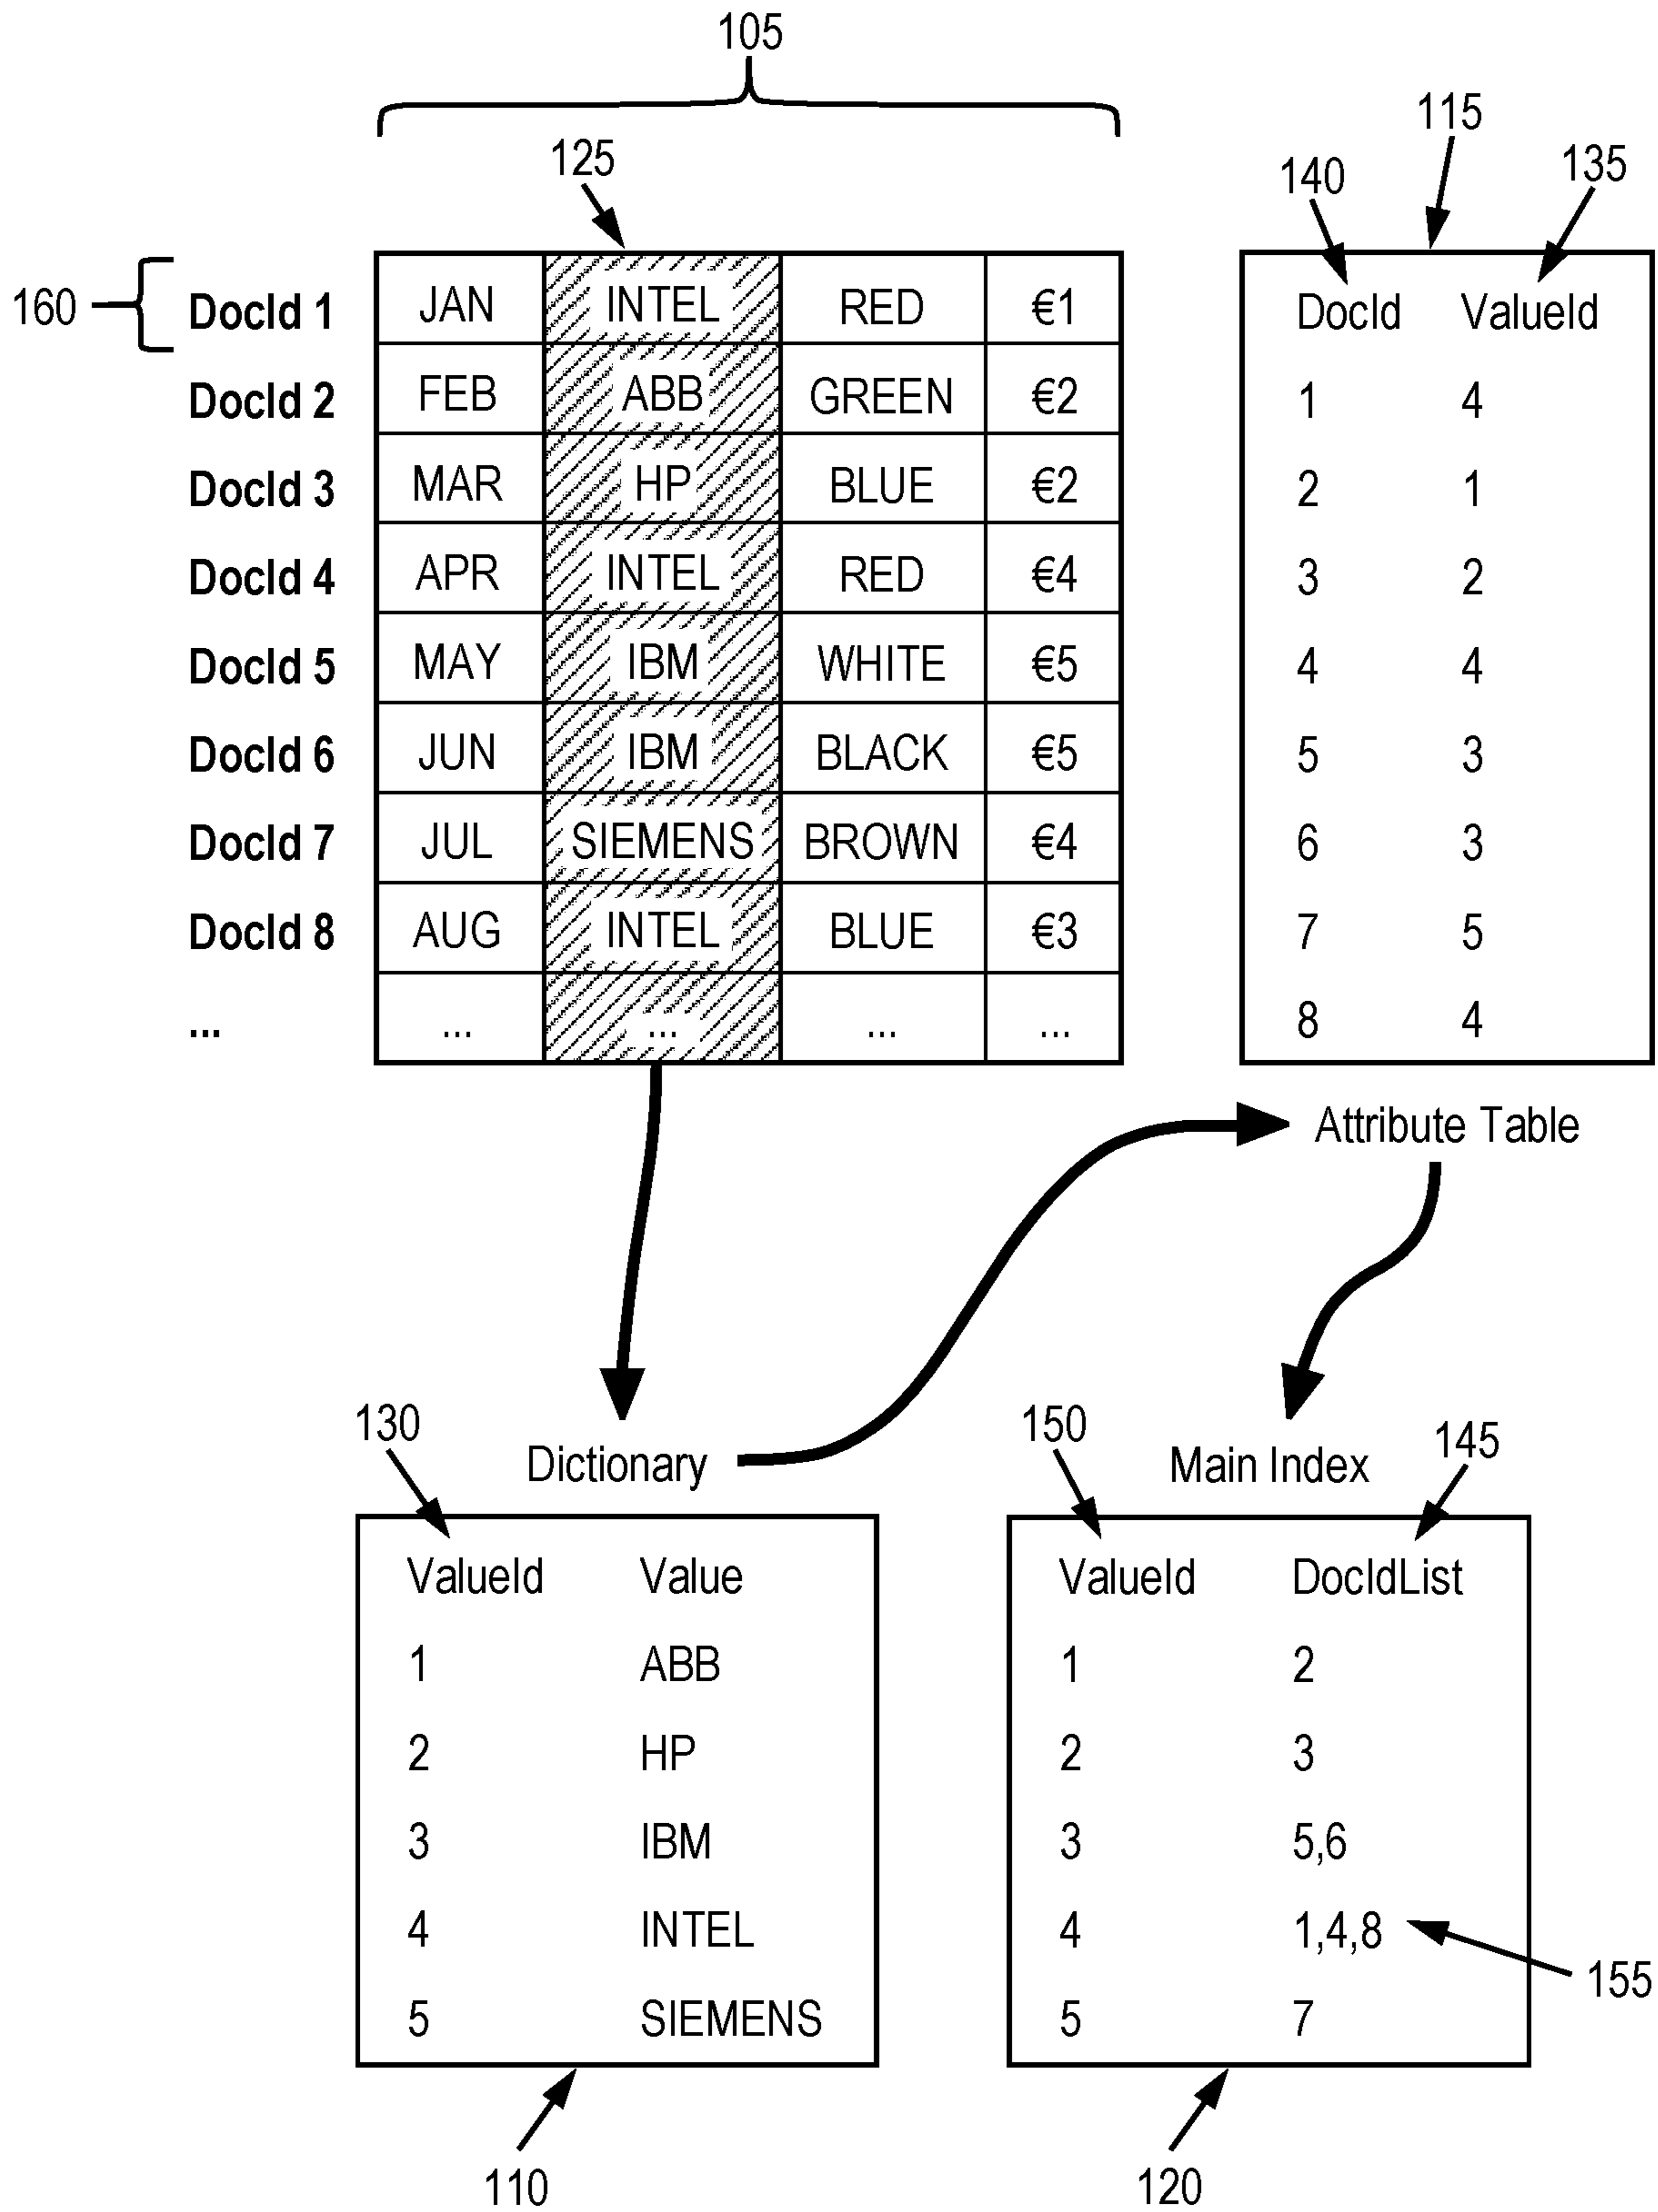 105
125
115
140
135
160
DocId 1 JAN INTEL RED €1
DocId 2 FEB ABB GREEN €2
DocId 3 MAR HP BLUE €2
DocId 4 APR INTEL RED €4
DocId 5 MAY IBM WHITE €5
DocId 6 JUN IBM BLACK €5
DocId 7 JUL SIEMENS BROWN €4
DocId 8 AUG INTEL BLUE €3
... ... ... ... ...
DocId ValueId
1 4
2 1
3 2
4 4
5 3
6 3
7 5
8 4
Attribute Table
130
Dictionary
ValueId Value
1 ABB
2 HP
3 IBM
4 INTEL
5 SIEMENS
110
150
145
Main Index
ValueId DocIdList
1 2
2 3
3 5,6
4 1,4,8
5 7
155
120